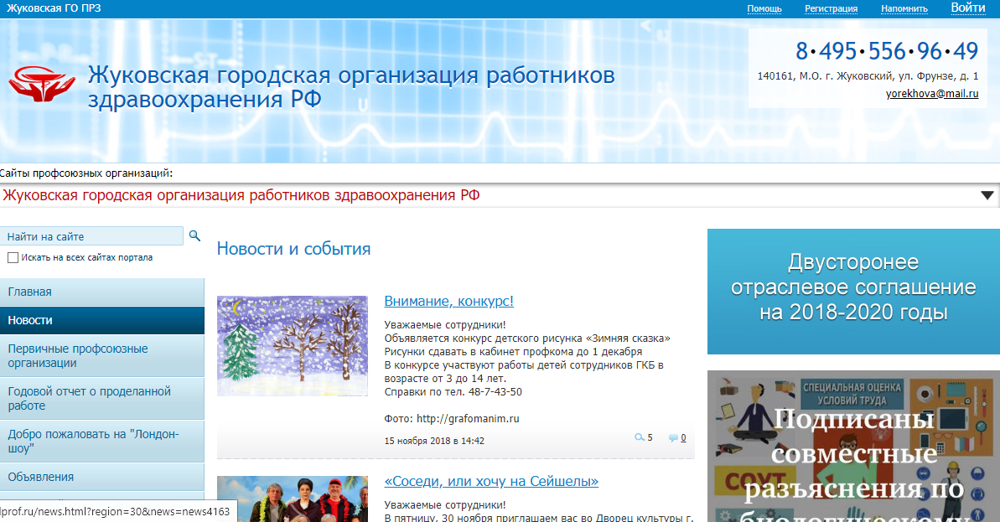 Жуковская ГО ПРЗ
Помощь
Регистрация
Напомнить
Войти
8·495·556·96·49
140161, М.О. г. Жуковский, ул. Фрунзе, д. 1
yorekhova@mail.ru
Жуковская городская организация работников
здравоохранения РФ
Сайты профсоюзных организаций:
Жуковская городская организация работников здравоохранения РФ
Найти на сайте
Искать на всех сайтах портала
Главная
Новости
Первичные профсоюзные
организации
Годовой отчет о проделанной
работе
Добро пожаловать на "Лондон-
шоу"
Объявления
lprof.ru/news.html?region=30&news=news4163
Новости и события
Внимание, конкурс!
Уважаемые сотрудники!
Объявляется конкурс детского рисунка «Зимняя сказка»
Рисунки сдавать в кабинет профкома до 1 декабря
В конкурсе участвуют работы детей сотрудников ГКБ в
возрасте от 3 до 14 лет.
Справки по тел. 48-7-43-50
Фото: http://grafomanim.ru
15 ноября 2018 в 14:42
5
0
«Соседи, или хочу на Сейшелы»
Уважаемые сотрудники!
В пятницу, 30 ноября приглашаем вас во Дворец культуры г.
Двусторонее
отраслевое соглашение
на 2018-2020 годы
СПЕЦИАЛЬНАЯ ОЦЕНКА
УСЛОВИЙ ТРУДА
СОУТ
Подписаны
совместные
разъяснения по
биологическому